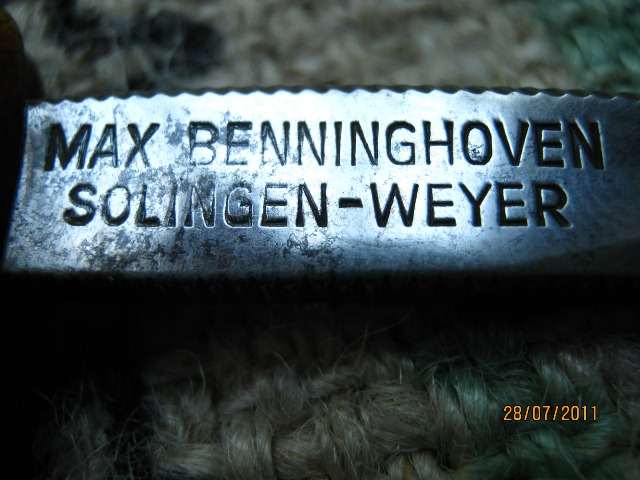 MAX BENNINGHOVEN
SOLINGEN-WEYER
28/07/2011